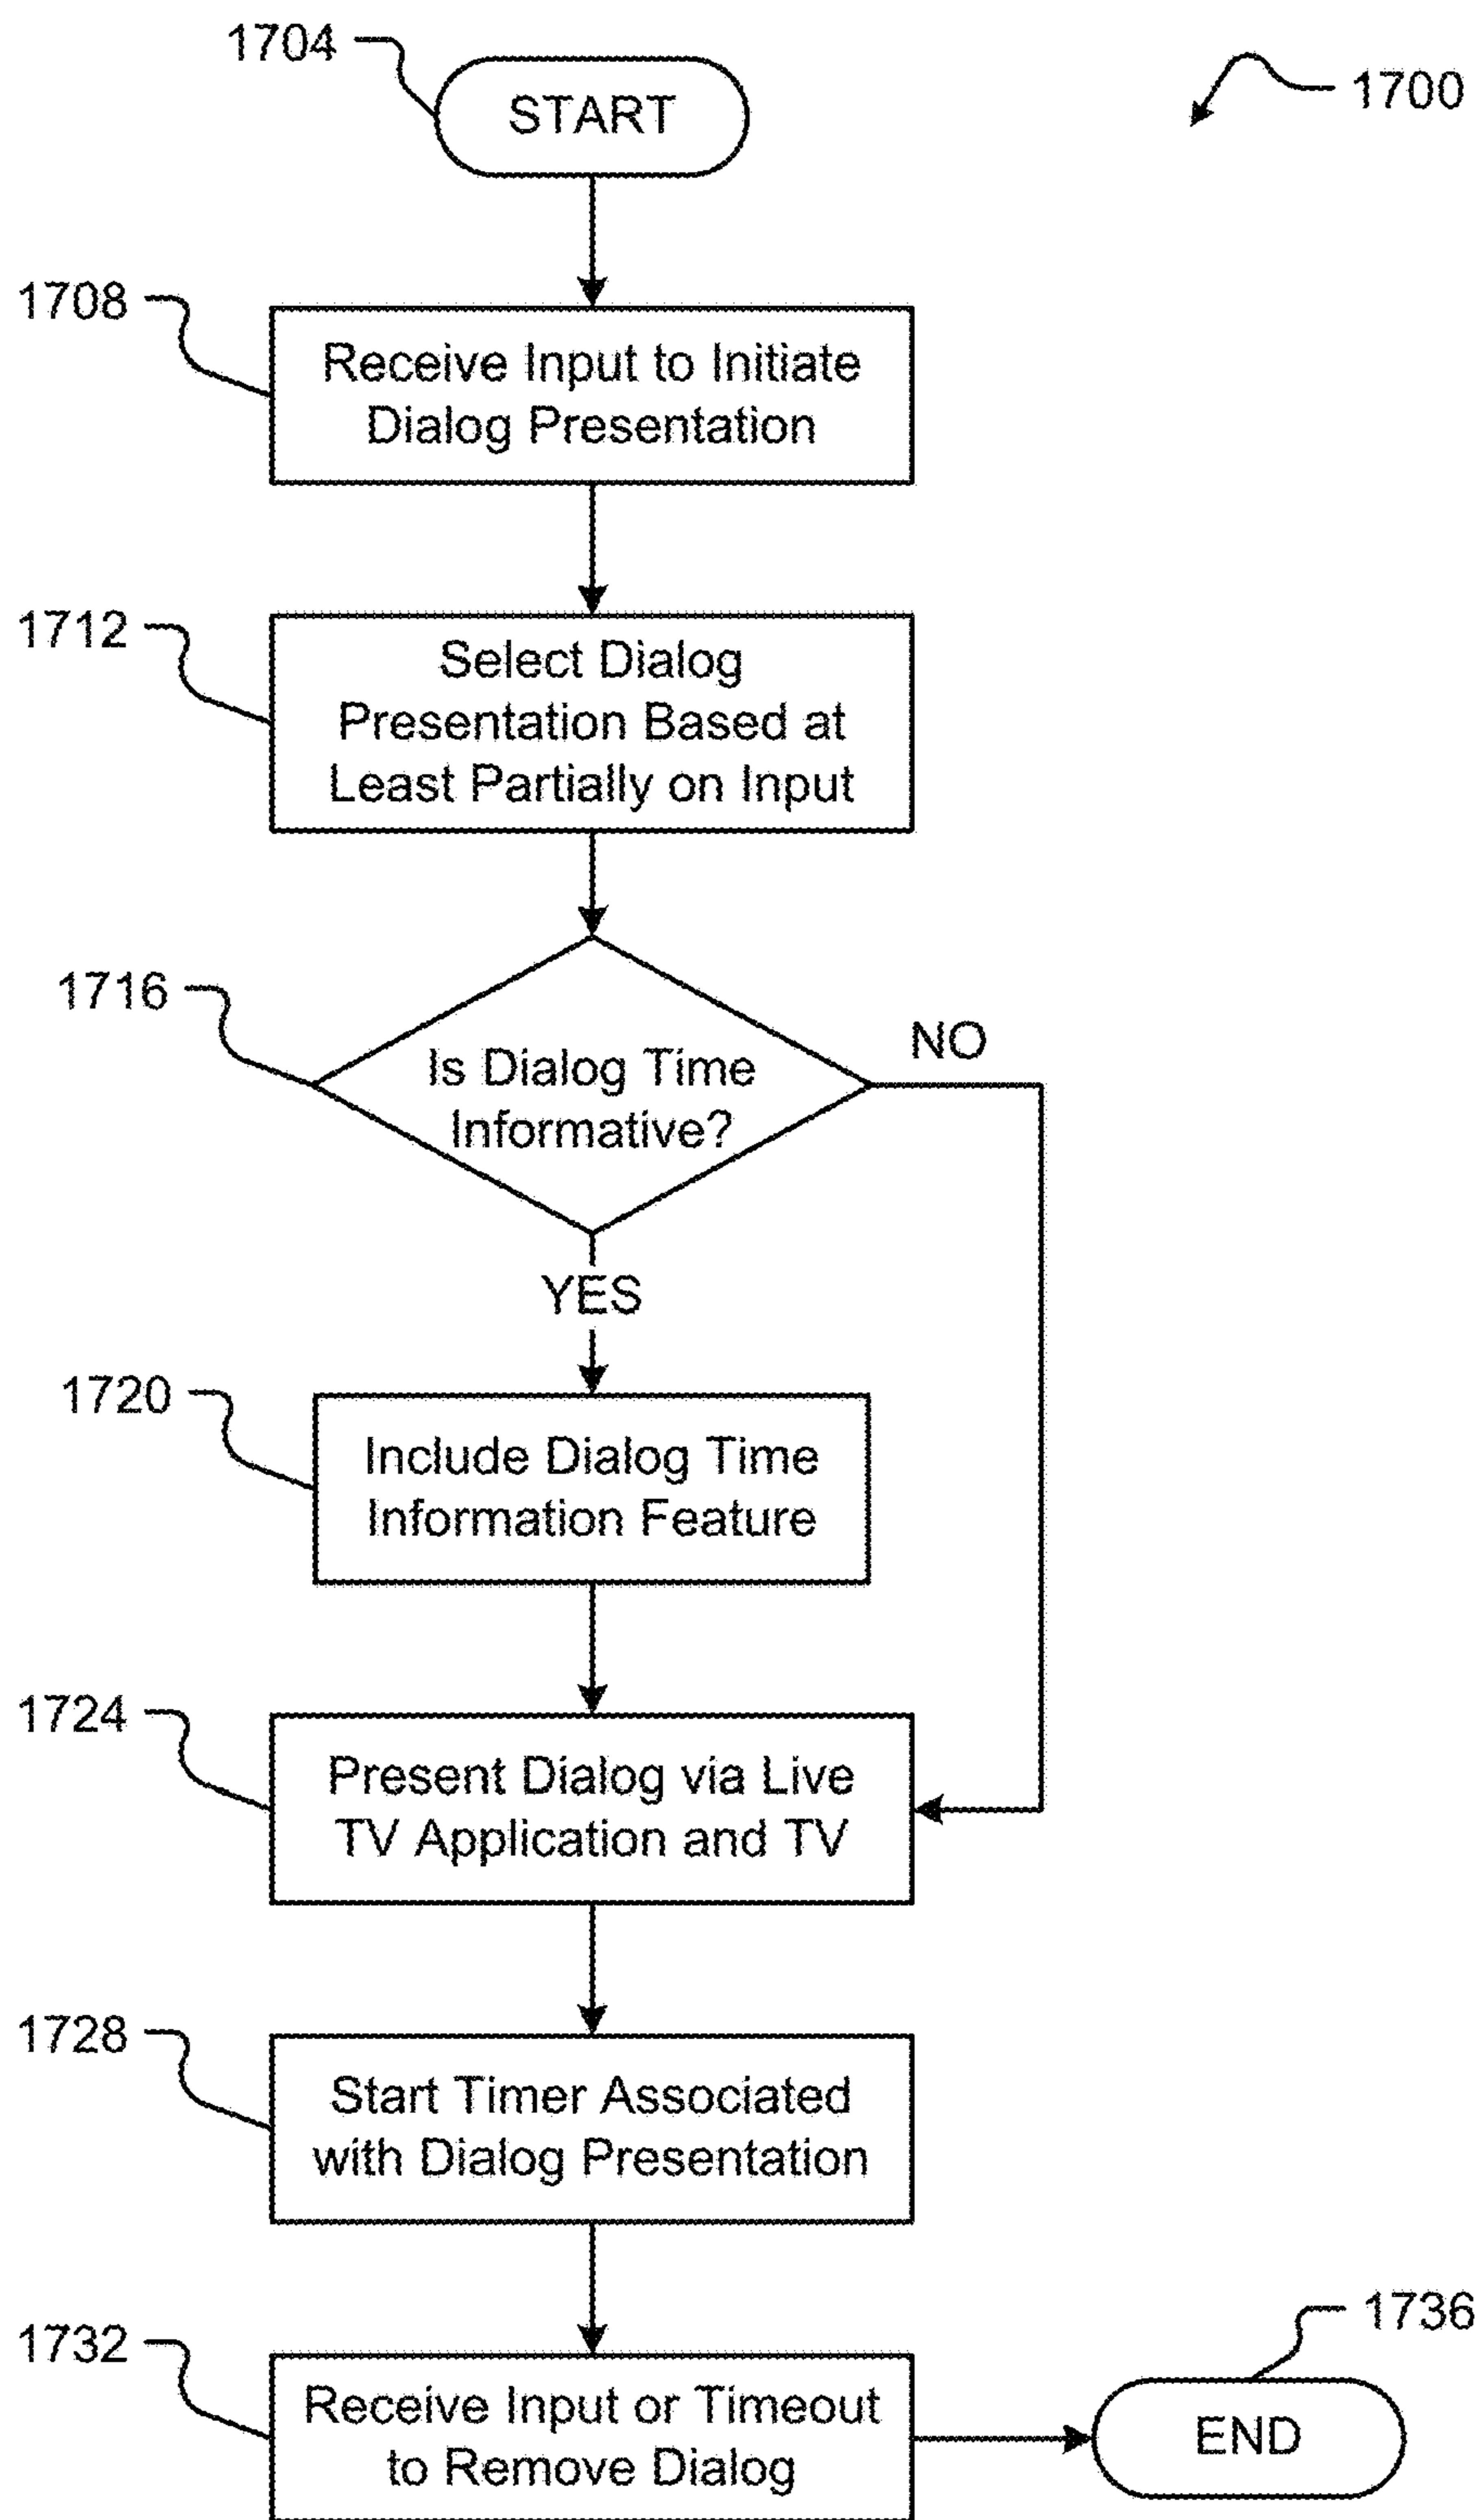 1704
START
1700
1708
Receive Input to Initiate
Dialog Presentation
1712
Select Dialog
Presentation Based at
Least Partially on Input
1716
Is Dialog Time
Informative?
NO
YES
1720
Include Dialog Time
Information Feature
1724
Present Dialog via Live
TV Application and TV
1728
Start Timer Associated
with Dialog Presentation
1732
Receive Input or Timeout
to Remove Dialog
1736
END